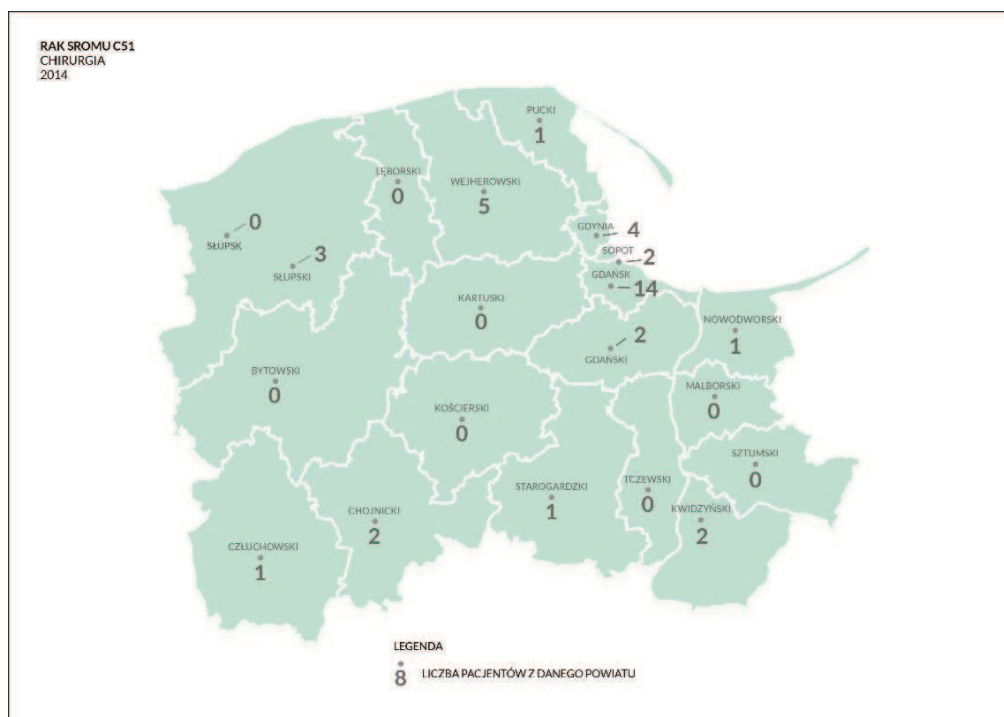 RAK SROMU C51
CHIRURGIA
2014
PUCKI
1
LĘBORSKI
0
WEJHEROWSKI
5
0
SŁUPSK
3
SŁUPSKI
GDYNIA
4
SOPOT
2
GDAŃSK
14
KARTUSKI
0
NOWODWORSKI
1
2
GDAŃSKI
BYTOWSKI
0
MALBORSKI
0
KOŚCIERSKI
0
SZTUMSKI
0
TCZEWSKI
0
STAROGARDZKI
1
KWIDZYŃSKI
2
CHOJNICKI
2
CZŁUCHOWSKI
1
LEGENDA
8 LICZBA PACJENTÓW Z DANEGO POWIATU